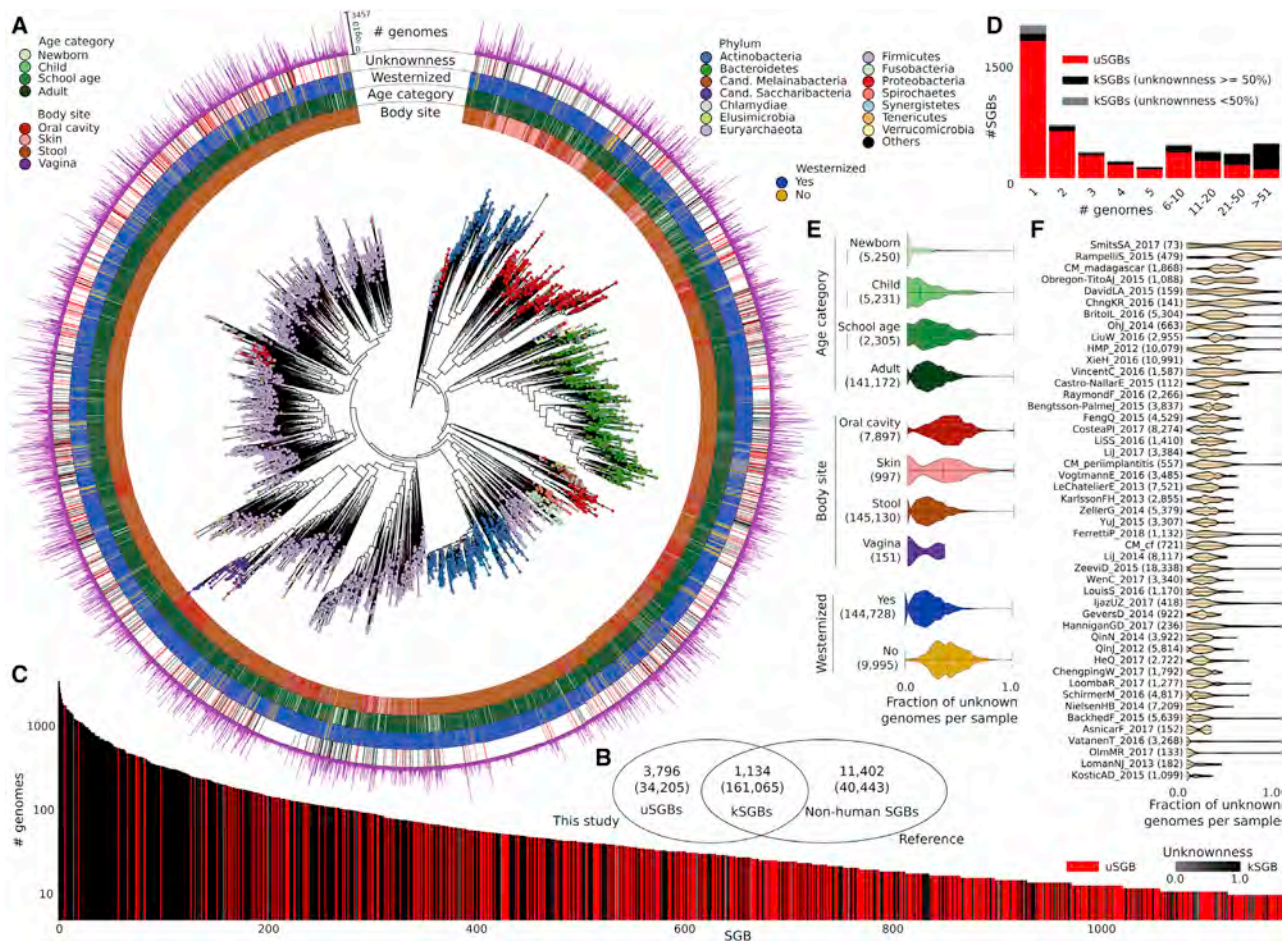 A
Age category
Newborn
Child
School age
Adult
Body site
Oral cavity
Skin
Stool
Vagina
3457
# genomes
Unknownness
Westernized
Age category
Body site
Phylum
Actinobacteria
Bacteroidetes
Cand. Melainabacteria
Cand. Saccharibacteria
Chlamydiae
Elusimicrobia
Euryarchaeota
Firmicutes
Fusobacteria
Proteobacteria
Spirochaetes
Synergistetes
Tenericutes
Verrucomicrobia
Others
Westernized
Yes
No
D
1500
0
#SGBs
uSGBs
kSGBs (unknownness >= 50%)
kSGBs (unknownness <50%)
1
2
3
4
5
6-10
11-20
21-50
>51
# genomes
E
Age category
Newborn
(5,250)
Child
(5,231)
School age
(2,305)
Adult
(141,172)
Body site
Oral cavity
(7,897)
Skin
(997)
Stool
(145,130)
Vagina
(151)
Westernized
Yes
(144,728)
No
(9,995)
0.0
1.0
Fraction of unknown
genomes per sample
F
SmitsSA_2017 (73)
RampelliS_2015 (479)
CM_madagascar (1,868)
Obregon-TitoAJ_2015 (1,088)
DavidLA_2015 (159)
ChngKR_2016 (141)
BritoIL_2016 (5,304)
OhJ_2014 (663)
LiuW_2016 (2,955)
HMP_2012 (10,079)
XieH_2016 (10,991)
VincentC_2016 (1,587)
Castro-NallarE_2015 (112)
RaymondF_2016 (2,266)
Bengtsson-PalmeJ_2015 (3,837)
FengQ_2015 (4,529)
CosteaPI_2017 (8,274)
LiSS_2016 (1,410)
LiJ_2017 (3,384)
CM_periimplantitis (557)
VogtmannE_2016 (3,485)
LeChatelierE_2013 (7,521)
KarlssonFH_2013 (2,855)
ZellerG_2014 (5,379)
YuJ_2015 (3,307)
FerrettiP_2018 (1,132)
CM_cf (721)
LiJ_2014 (8,117)
ZeeviD_2015 (18,338)
WenC_2017 (3,340)
LouisS_2016 (1,170)
IjazUZ_2017 (418)
GeversD_2014 (922)
HanniganGD_2017 (236)
QinN_2014 (3,922)
QinJ_2012 (5,814)
HeQ_2017 (2,722)
ChengpingW_2017 (1,792)
LoombaR_2017 (1,277)
SchirmerM_2016 (4,817)
NielsenHB_2014 (7,209)
BackhedF_2015 (5,639)
AsnicarF_2017 (152)
VatanenT_2016 (3,268)
OlmMR_2017 (133)
LomanNJ_2013 (182)
KosticAD_2015 (1,099)
0.0
1.0
Fraction of unknown
genomes per sample
C
1000
100
10
# genomes
0
200
400
600
800
1000
SGB
B
3,796
(34,205)
uSGBs
1,134
(161,065)
kSGBs
11,402
(40,443)
Non-human SGBs
This study
Reference
uSGB
Unknownness
0.0
1.0
kSGB